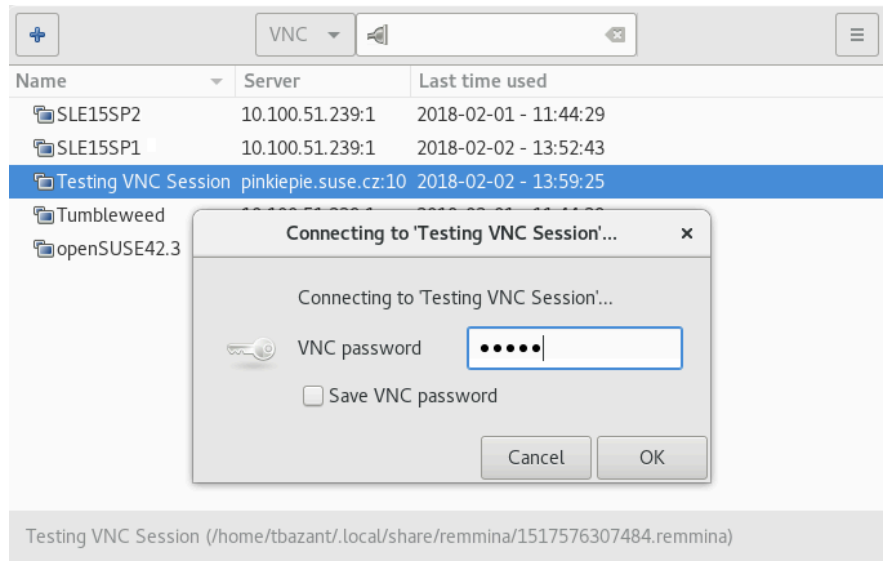 VNC
Name Server Last time used
SLE15SP2 10.100.51.239:1 2018-02-01 - 11:44:29
SLE15SP1 10.100.51.239:1 2018-02-02 - 13:52:43
Testing VNC Session pinkiepie.suse.cz:10 2018-02-02 - 13:59:25
Tumbleweed
openSUSE42.3
Connecting to 'Testing VNC Session'... ×
Connecting to 'Testing VNC Session'...
VNC password •••••
Save VNC password
Cancel OK
Testing VNC Session (/home/tbazant/.local/share/remmina/1517576307484.remmina)